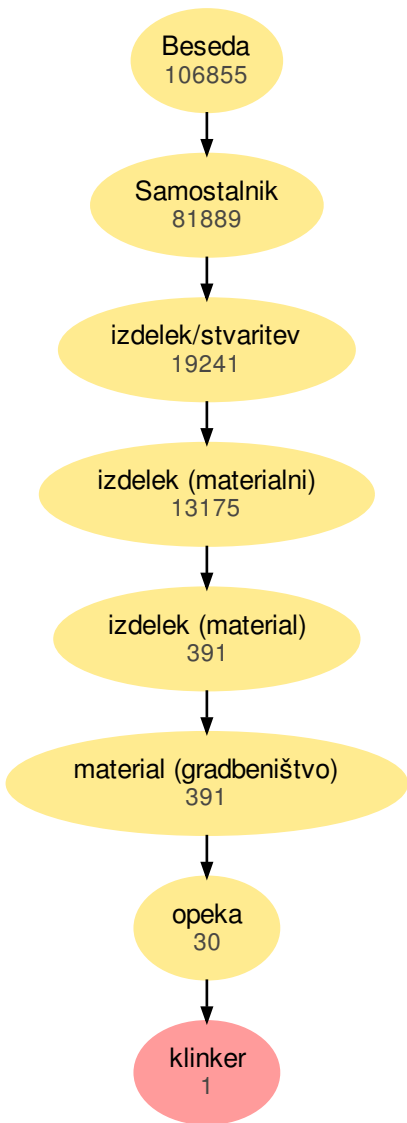 Beseda
106855
Samostalnik
81889
izdelek/stvaritev
19241
izdelek (materialni)
13175
izdelek (material)
391
material (gradbeništvo)
391
opeka
30
klinker
1